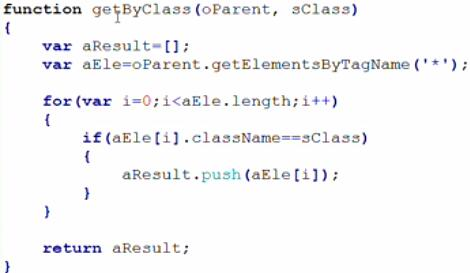 function getByClass(oParent, sClass)
{
    var aResult=[];
    var aEle=oParent.getElementsByTagName('*');

    for(var i=0;i<aEle.length;i++)
    {
        if(aEle[i].className==sClass)
        {
            aResult.push(aEle[i]);
        }
    }

    return aResult;
}